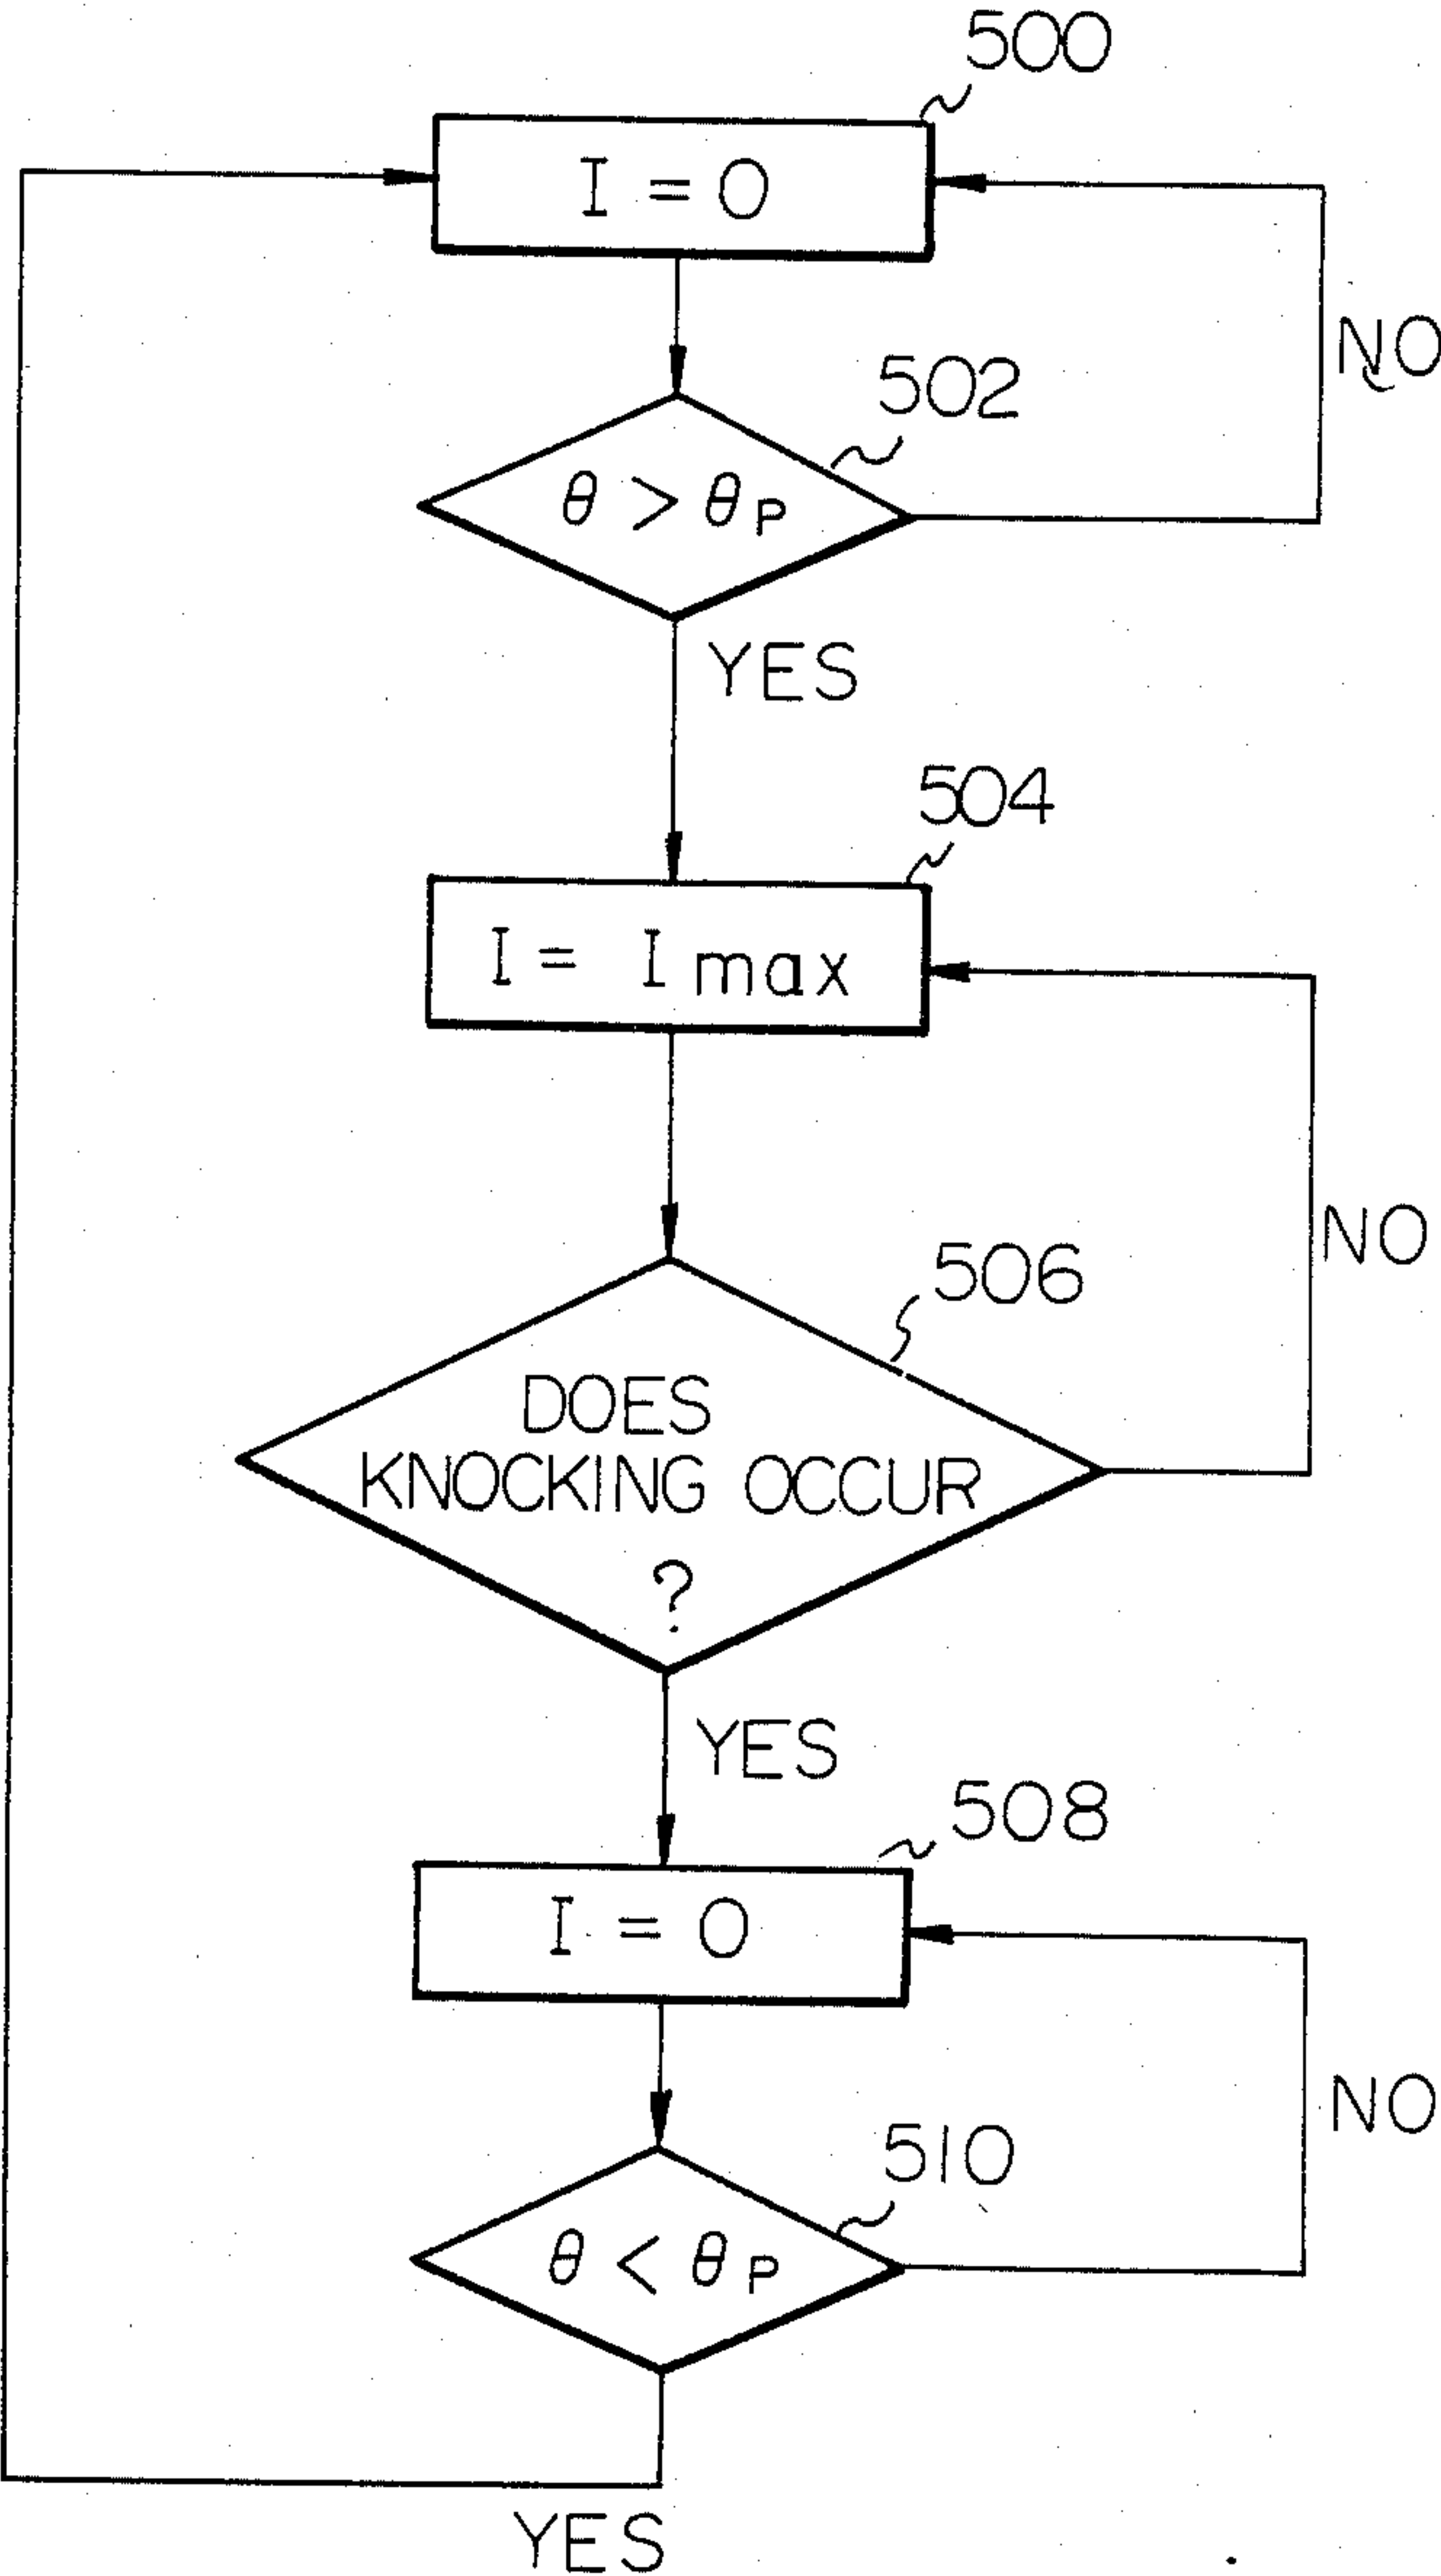 500
I = 0
NO
502
θ > θP
YES
504
I = I max
NO
506
DOES
KNOCKING OCCUR
?
YES
508
I = 0
NO
510
θ < θP
YES